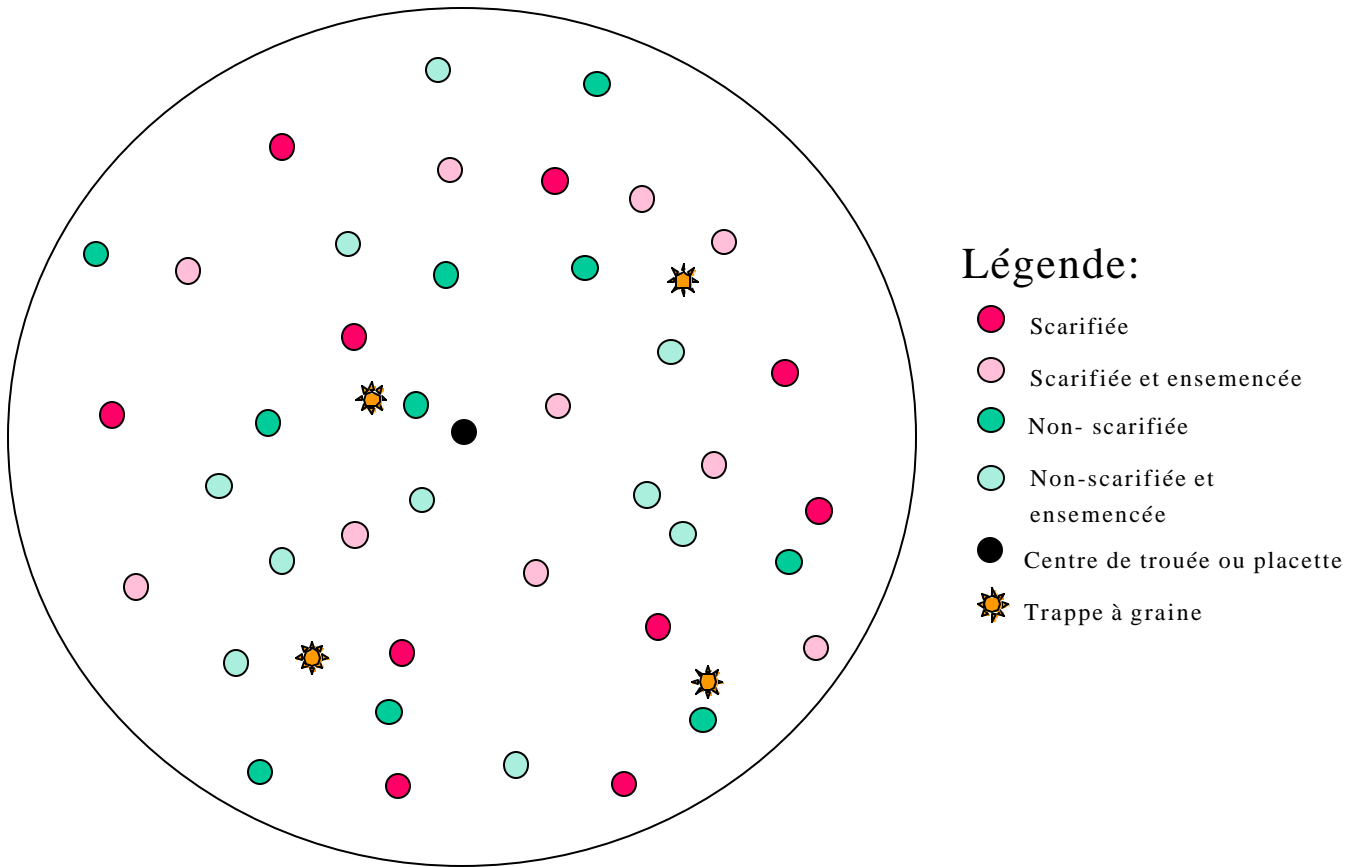 Légende:
Scarifiée
Scarifiée et ensemencée
Non- scarifiée
Non-scarifiée et
ensemencée
Centre de trouée ou placette
Trappe à graine